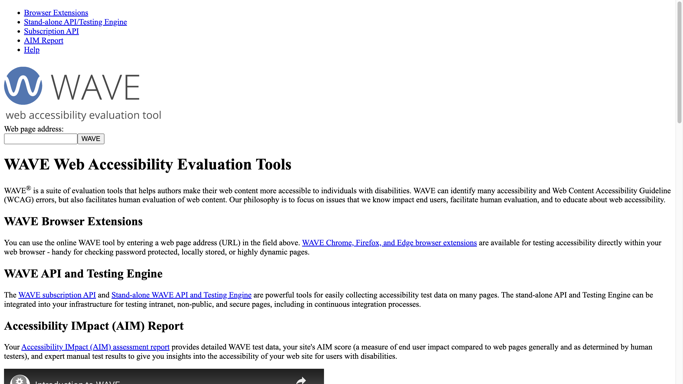 Browser Extensions
Stand-alone API/Testing Engine
Subscription API
AIM Report
Help
WAVE
web accessibility evaluation tool
Web page address:
WAVE
WAVE Web Accessibility Evaluation Tools
WAVE® is a suite of evaluation tools that helps authors make their web content more accessible to individuals with disabilities. WAVE can identify many accessibility and Web Content Accessibility Guideline
(WCAG) errors, but also facilitates human evaluation of web content. Our philosophy is to focus on issues that we know impact end users, facilitate human evaluation, and to educate about web accessibility.
WAVE Browser Extensions
You can use the online WAVE tool by entering a web page address (URL) in the field above. WAVE Chrome, Firefox, and Edge browser extensions are available for testing accessibility directly within your
web browser - handy for checking password protected, locally stored, or highly dynamic pages.
WAVE API and Testing Engine
The WAVE subscription API and Stand-alone WAVE API and Testing Engine are powerful tools for easily collecting accessibility test data on many pages. The stand-alone API and Testing Engine can be
integrated into your infrastructure for testing intranet, non-public, and secure pages, including in continuous integration processes.
Accessibility IMpact (AIM) Report
Your Accessibility IMpact (AIM) assessment report provides detailed WAVE test data, your site's AIM score (a measure of end user impact compared to web pages generally and as determined by human
testers), and expert manual test results to give you insights into the accessibility of your web site for users with disabilities.
Introduction to WAVE